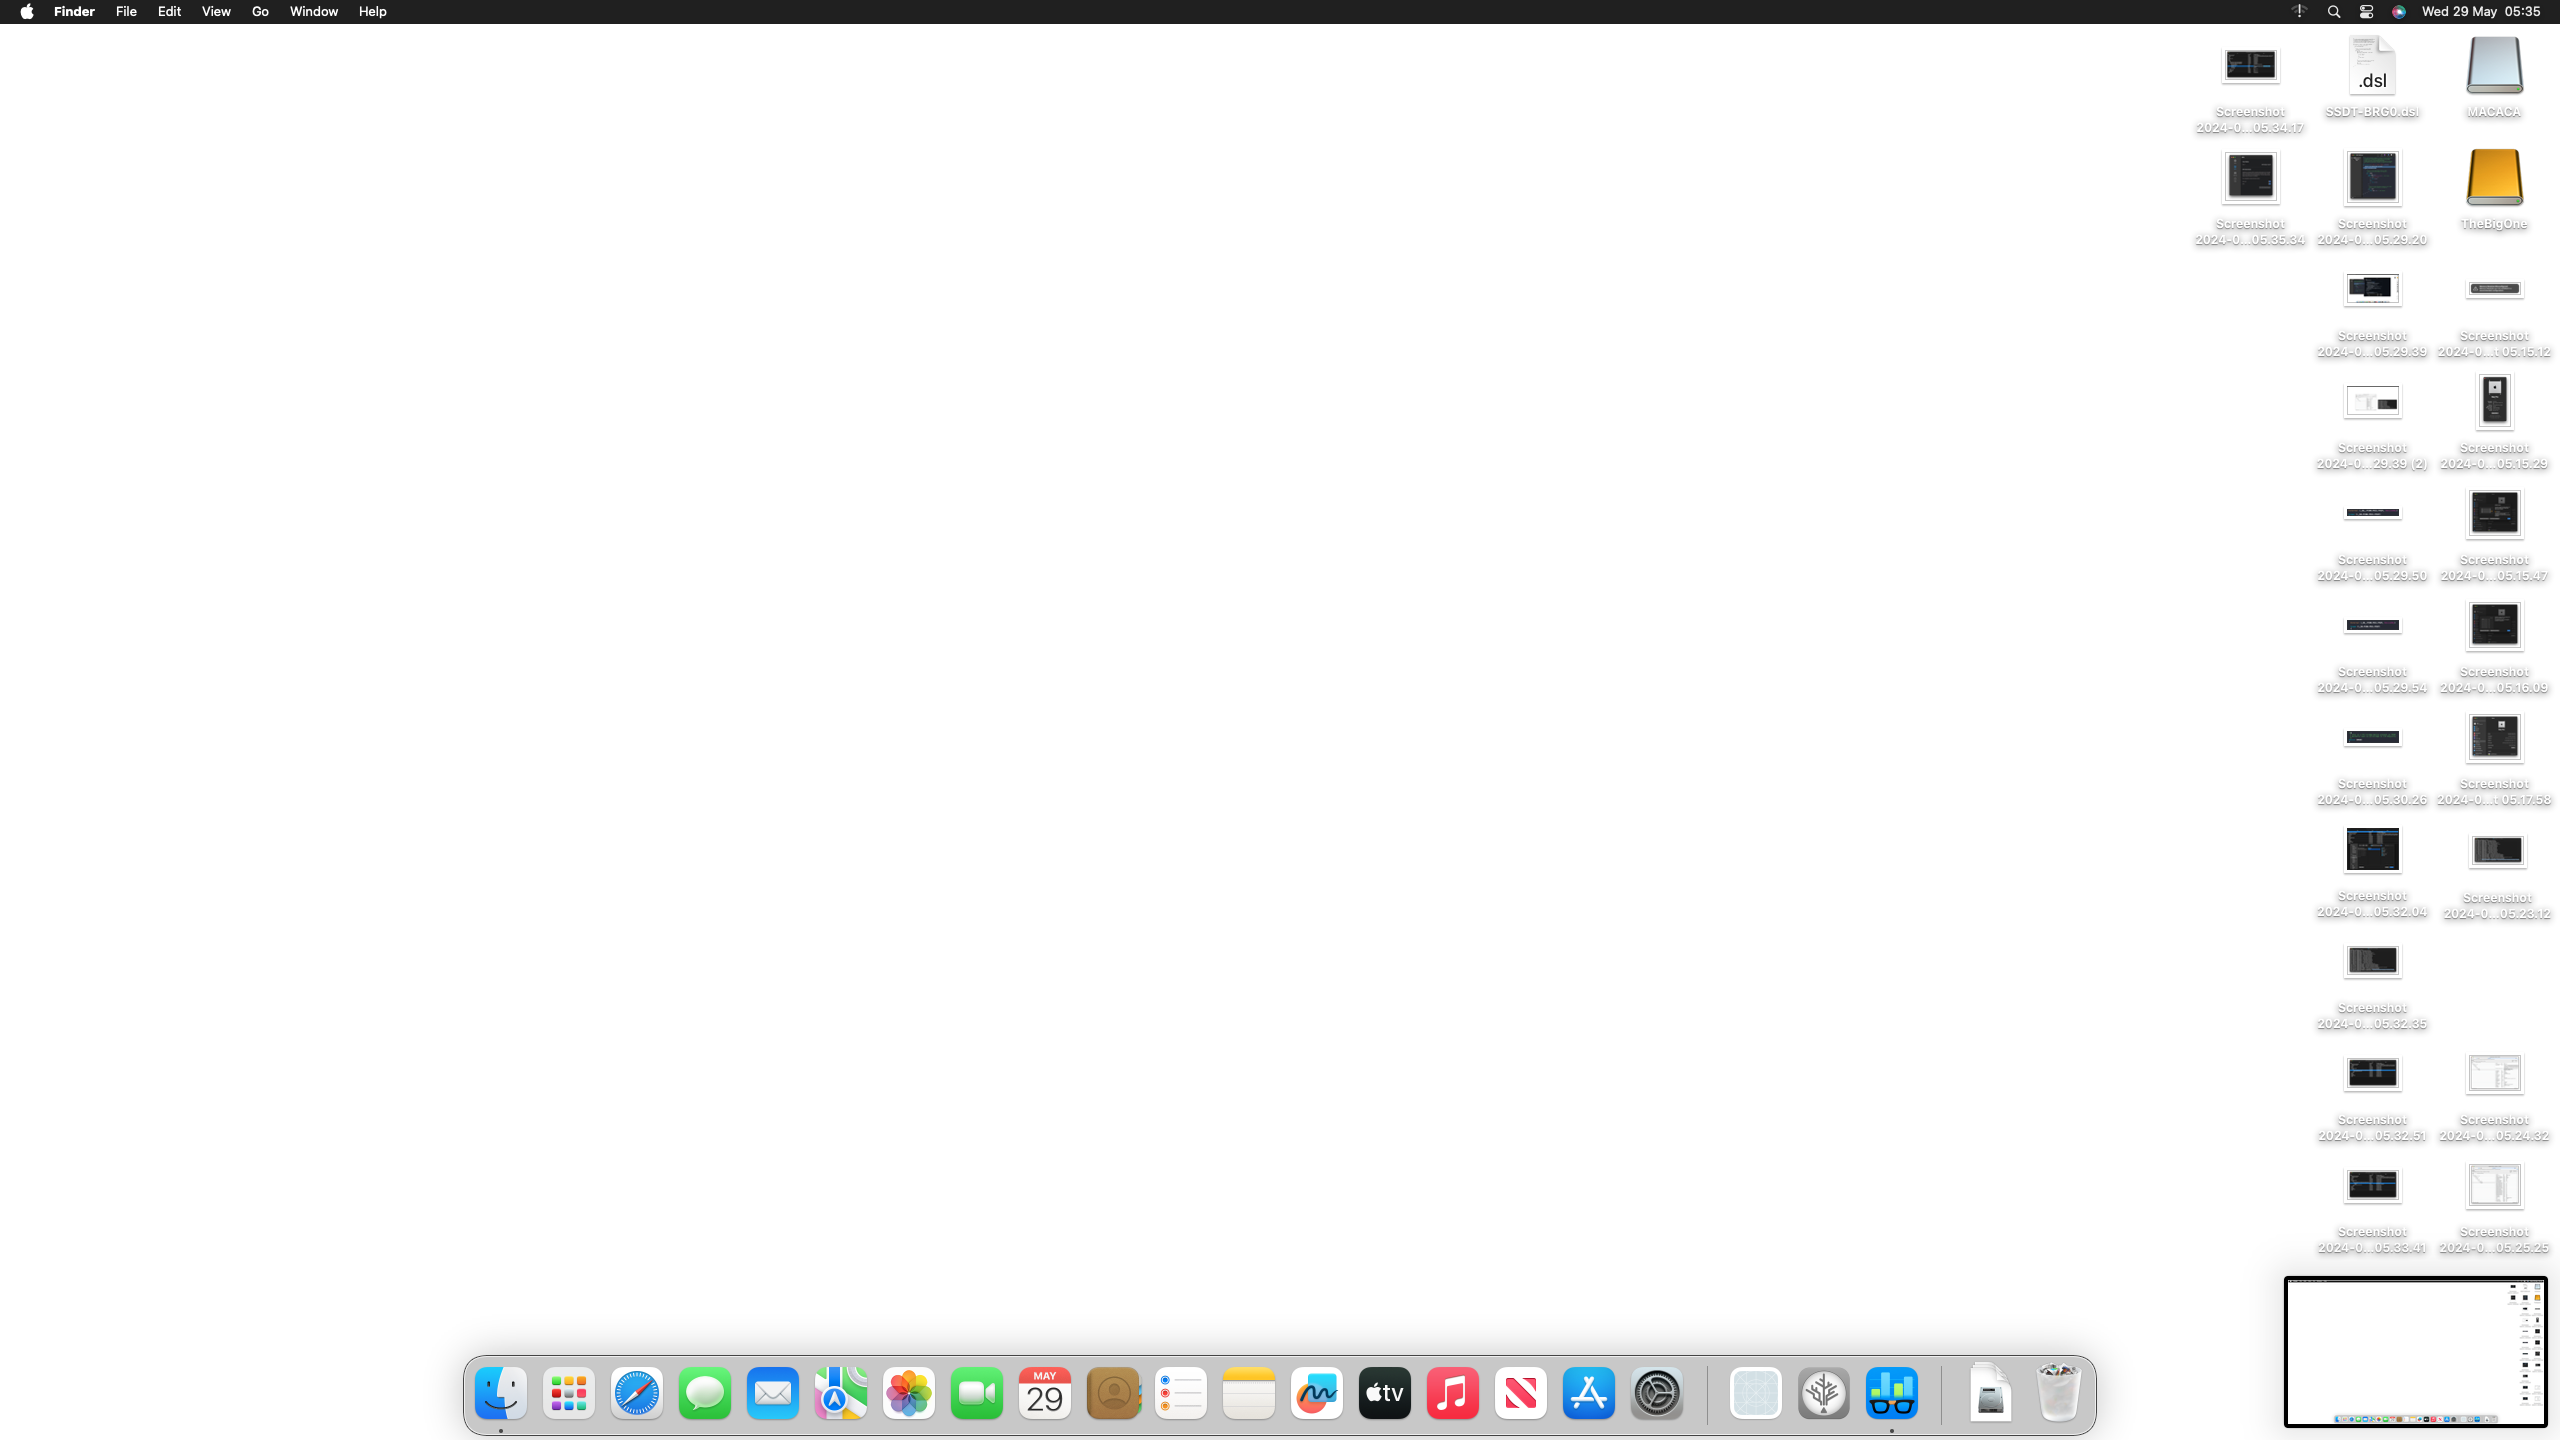 Finder File Edit View Go Window Help
Wed 29 May 05:35
Screenshot
2024-0...05.34.17
SSDT-BRG0.dsl
.dsl
MACACA
Screenshot
2024-0...05.35.34
Screenshot
2024-0...05.29.20
TheBigOne
Screenshot
2024-0...05.29.39
Screenshot
2024-0...t 05.15.12
Screenshot
2024-0...29.39 (2)
Screenshot
2024-0...05.15.29
Screenshot
2024-0...05.29.50
Screenshot
2024-0...05.15.47
Screenshot
2024-0...05.29.54
Screenshot
2024-0...05.16.09
Screenshot
2024-0...05.30.26
Screenshot
2024-0...t 05.17.58
Screenshot
2024-0...05.32.04
Screenshot
2024-0...05.23.12
Screenshot
2024-0...05.32.35
Screenshot
2024-0...05.32.51
Screenshot
2024-0...05.24.32
Screenshot
2024-0...05.33.41
Screenshot
2024-0...05.25.25
MAY
29
tv